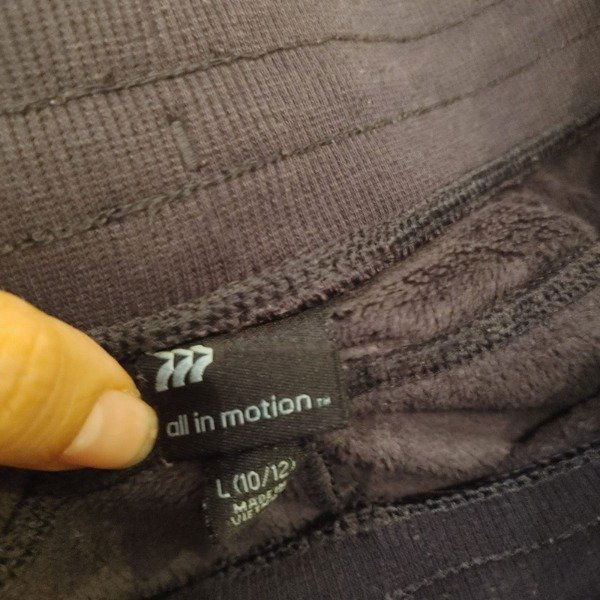 all in motion™
L (10/12)
MADE IN
VIETNAM